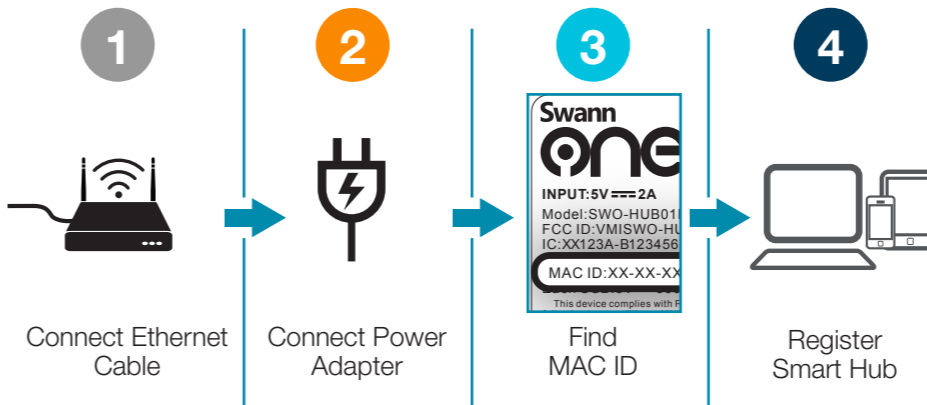 1
2
3
4
Swann
one
INPUT:5V 2A
Model:SWO-HUB01
FCC ID:VMISWO-HU
IC:XX123A-B123456
MAC ID:XX-XX-XX
This device complies with F
Connect Ethernet
Cable
Connect Power
Adapter
Find
MAC ID
Register
Smart Hub